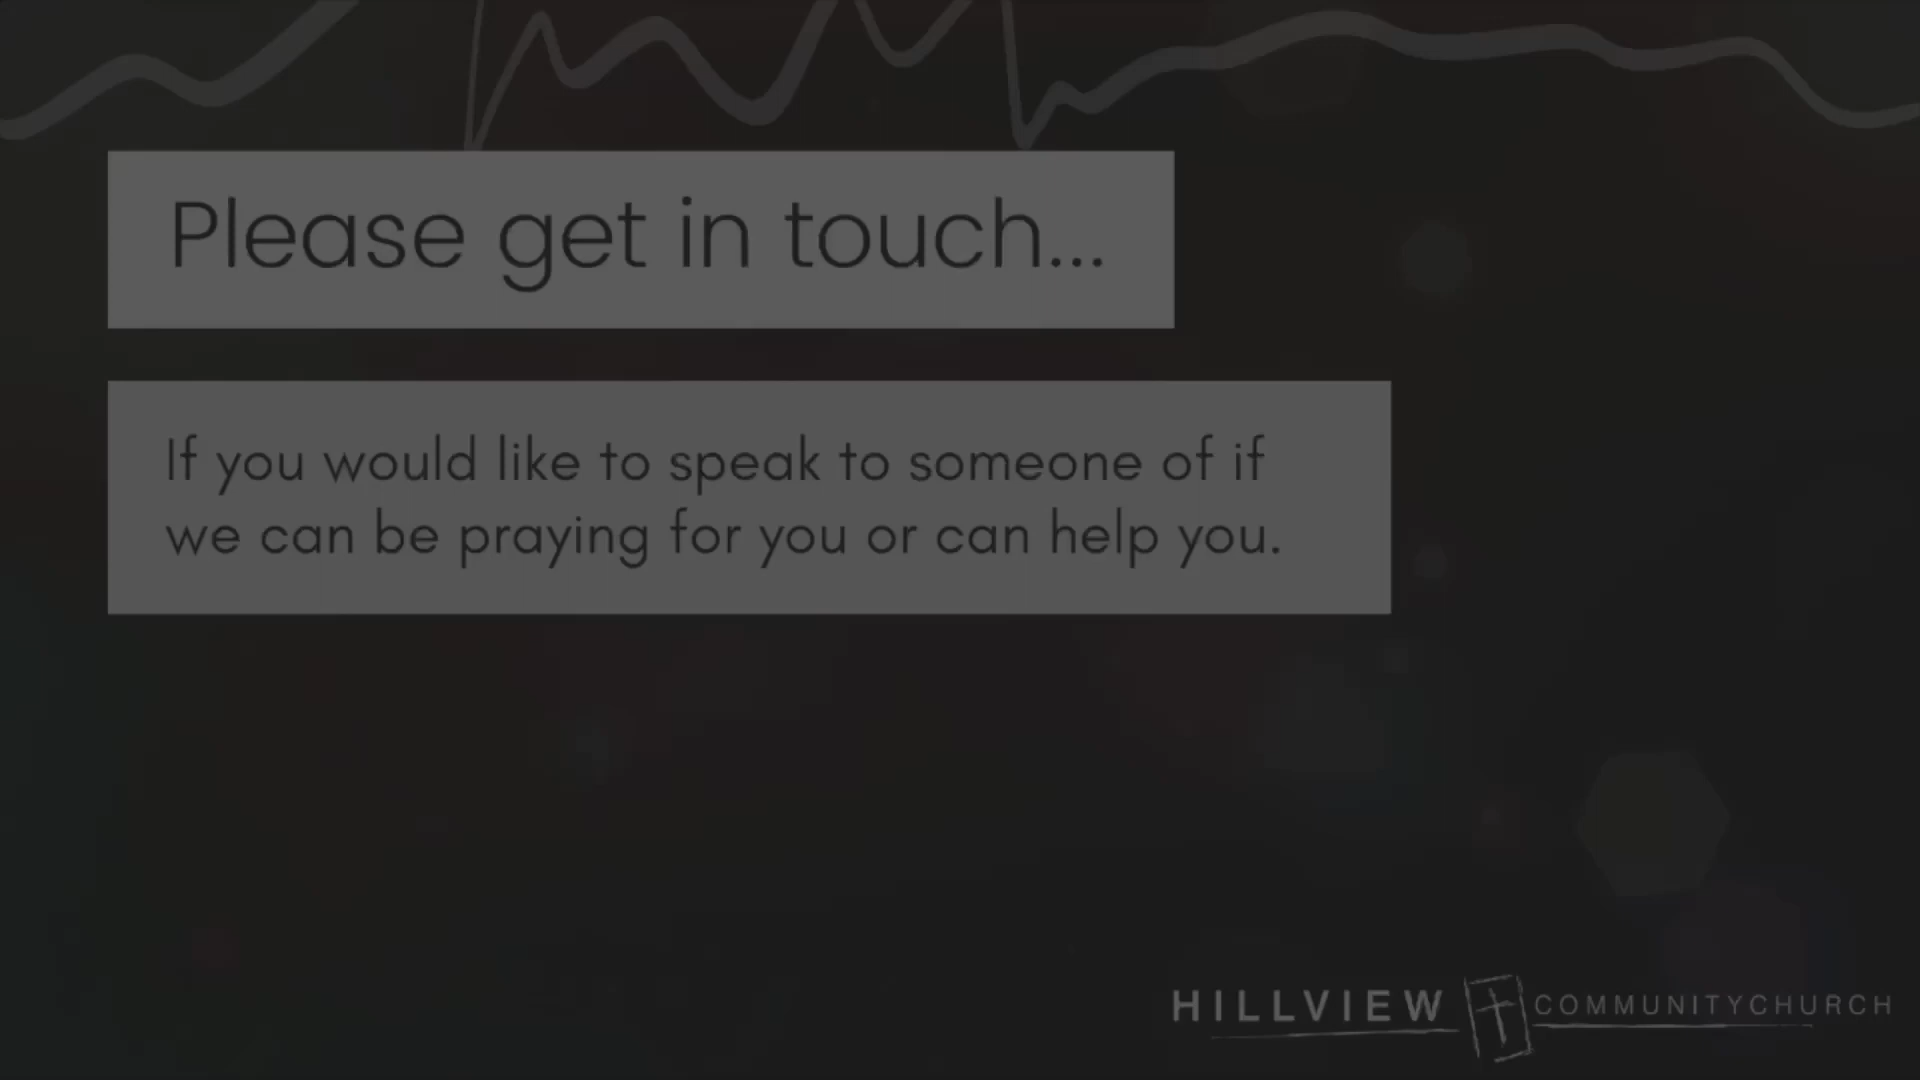 Please get in touch...
If you would like to speak to someone of if
we can be praying for you or can help you.
HILLVIEW COMMUNITYCHURCH